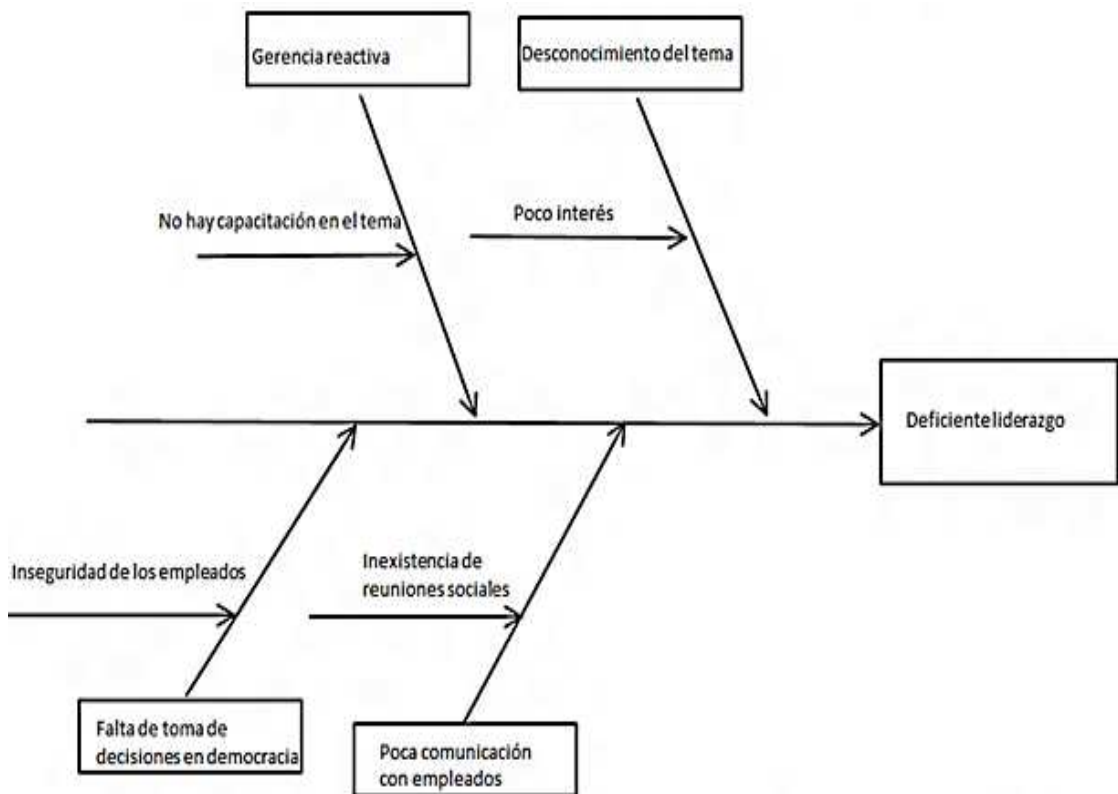 Gerencia reactiva
Desconocimiento del tema
No hay capacitación en el tema
Poco interés
Deficiente liderazgo
Inseguridad de los empleados
Inexistencia de
reuniones sociales
Falta de toma de
decisiones en democracia
Poca comunicación
con empleados